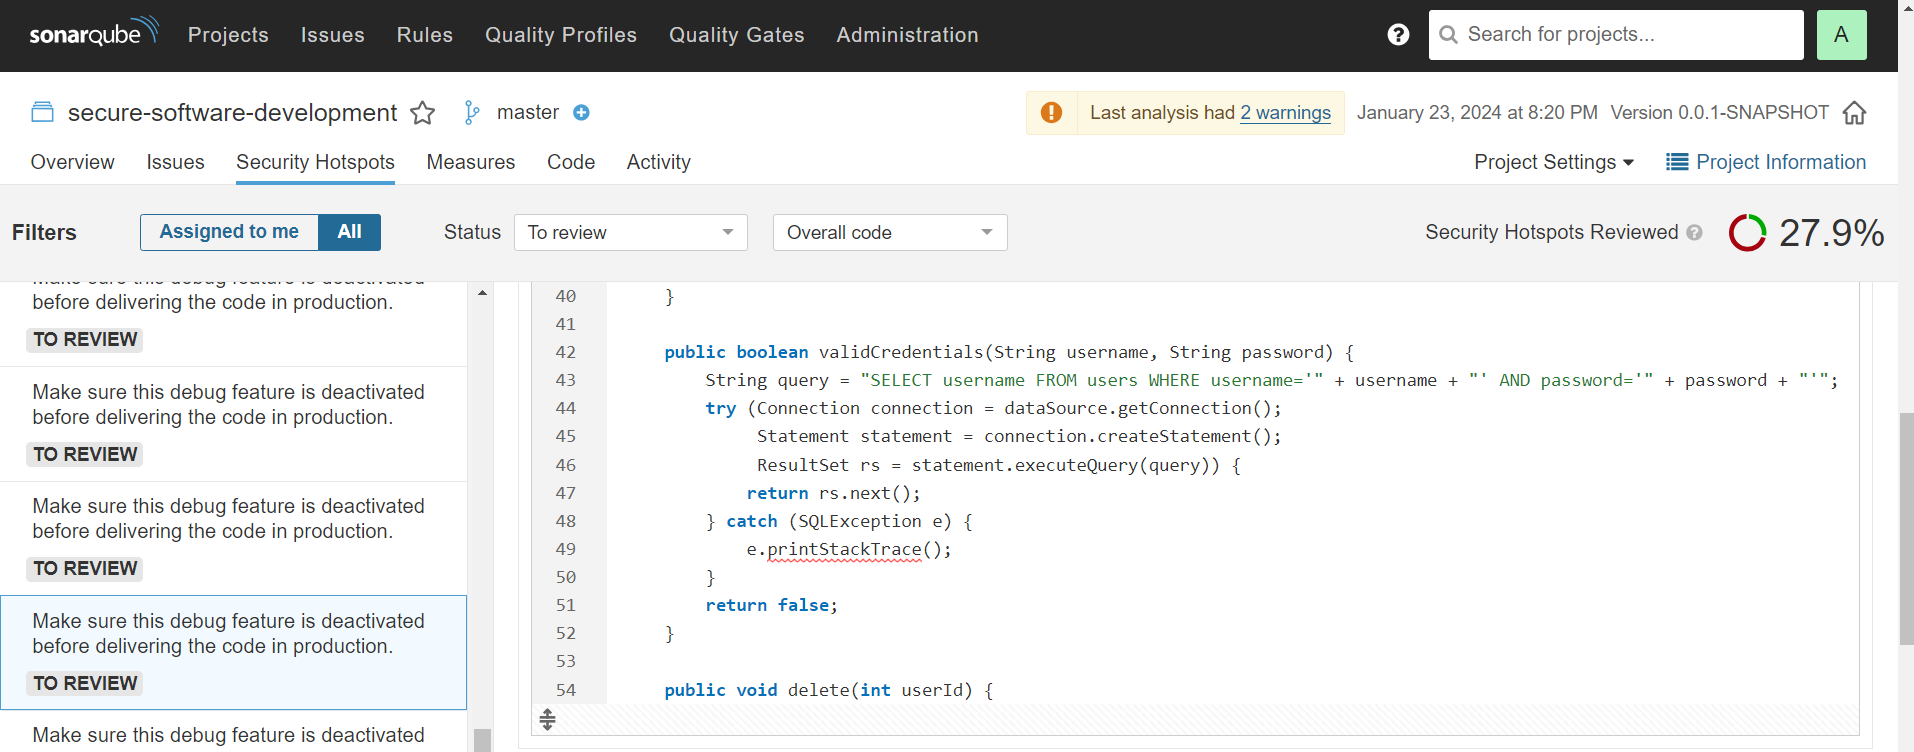 sonarqube Projects Issues Rules Quality Profiles Quality Gates Administration ? Search for projects... A
secure-software-development master Last analysis had 2 warnings January 23, 2024 at 8:20 PM Version 0.0.1-SNAPSHOT
Overview Issues Security Hotspots Measures Code Activity Project Settings Project Information
Filters Assigned to me All Status To review Overall code Security Hotspots Reviewed ? 27.9%
Make sure this debug feature is deactivated
before delivering the code in production.
TO REVIEW
Make sure this debug feature is deactivated
before delivering the code in production.
TO REVIEW
Make sure this debug feature is deactivated
before delivering the code in production.
TO REVIEW
Make sure this debug feature is deactivated
before delivering the code in production.
TO REVIEW
Make sure this debug feature is deactivated
40 }
41
42 public boolean validCredentials(String username, String password) {
43 String query = "SELECT username FROM users WHERE username='" + username + "' AND password='" + password + "'";
44 try (Connection connection = dataSource.getConnection();
45 Statement statement = connection.createStatement();
46 ResultSet rs = statement.executeQuery(query)) {
47 return rs.next();
48 } catch (SQLException e) {
49 e.printStackTrace();
50 }
51 return false;
52 }
53
54 public void delete(int userId) {